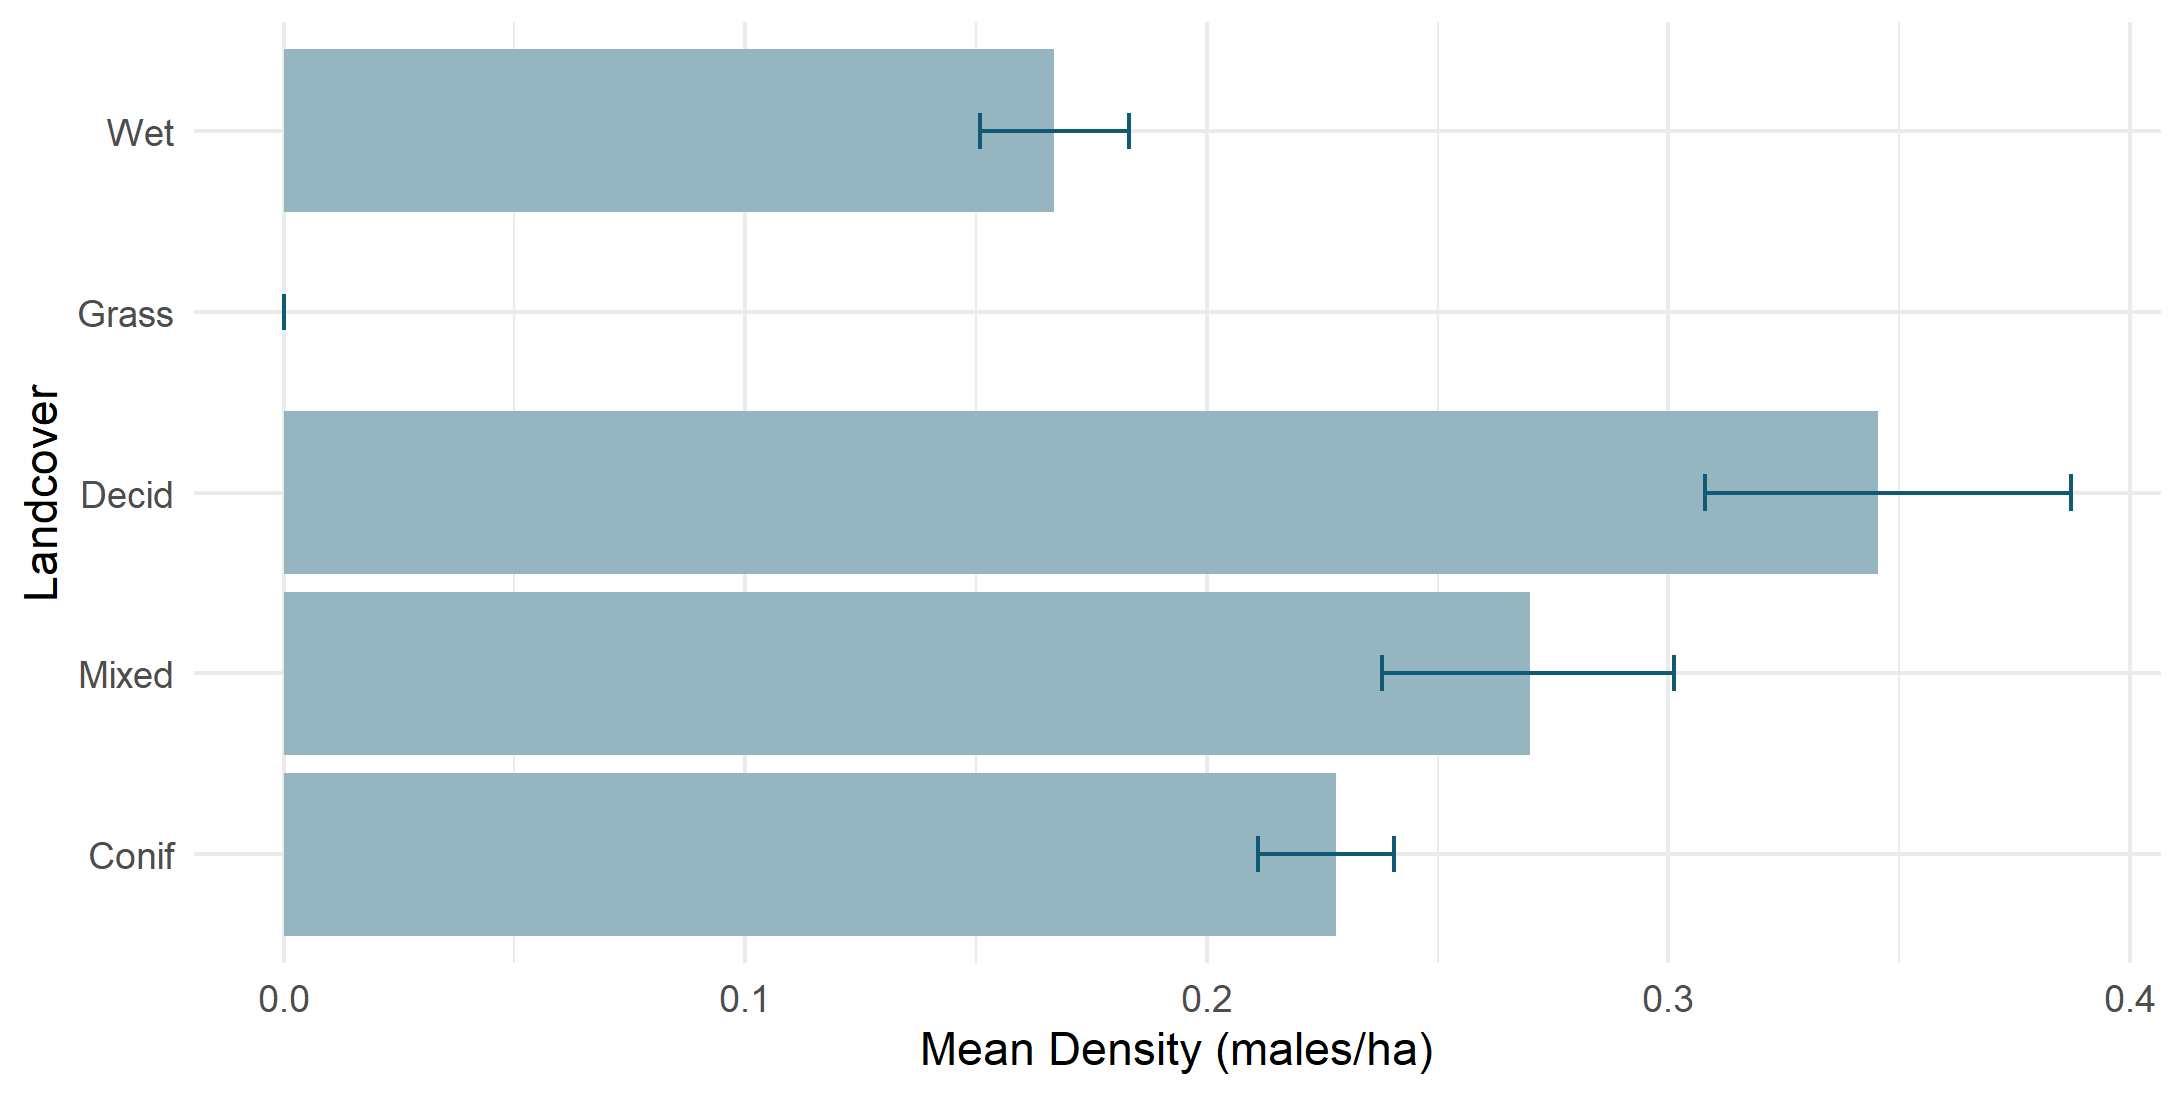 Landcover
Wet
Grass
Decid
Mixed
Conif
0.0 0.1 0.2 0.3 0.4
Mean Density (males/ha)